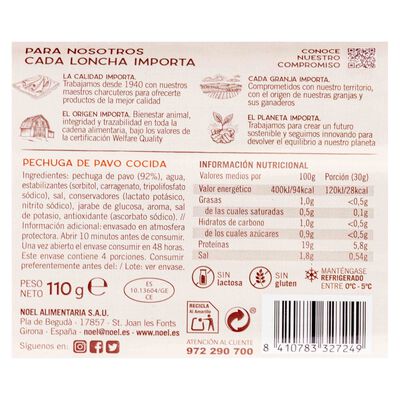 PARA NOSOTROS
CADA LONCHA IMPORTA
CONOCE
NUESTRO
COMPROMISO
LA CALIDAD IMPORTA.
Trabajamos desde 1940 con nuestros
maestros charcuteros para ofrecerte
productos de la mejor calidad
CADA GRANJA IMPORTA.
Comprometidos con nuestro territorio,
con el origen de nuestras granjas y
sus ganaderos
EL ORIGEN IMPORTA. Bienestar animal,
integridad y trazabilidad en toda la
cadena alimentaria, bajo los valores de
la certificación Welfare Quality
EL PLANETA IMPORTA.
Trabajamos para crear un futuro
sostenible y seguimos innovando para
devolver el equilibrio a nuestro planeta
PECHUGA DE PAVO COCIDA
Ingredientes: pechuga de pavo (92%), agua,
estabilizantes (sorbitol, carragenato, tripolifosfato
sódico), sal, conservadores (lactato potásico,
nitrito sódico), jarabe de glucosa, aroma, sal
de potasio, antioxidante (ascorbato sódico). //
Información adicional: envasado en atmosfera
protectora. Abrir 10 minutos antes de consumir.
Una vez abierto el envase consumir en 48 horas.
Este envase contiene 4 porciones. / Consumir
preferentemente antes del: / Lote: ver envase.
INFORMACIÓN NUTRICIONAL
Valores medios por 100g Porción (30g)
Valor energético 400kJ/94kcal 120kJ/28kcal
Grasas 1,0g <0,5g
de las cuales saturadas 0,5g 0,1g
Hidratos de carbono 1,0g <0,5g
de los cuales azúcares 0,9g <0,5g
Proteínas 19g 5,8g
Sal 1,8g 0,54g
SIN
lactosa
SIN
gluten
MANTÉNGASE
REFRIGERADO
ENTRE 0ºC - 5ºC
PESO
NETO
110 g e
ES
10.13604/GE
CE
NOEL ALIMENTARIA S.A.U.
Pla de Begudà - 17857 - St. Joan les Fonts
Girona - España - noel@noel.es - www.noel.es
Síguenos en
RECICLA
Al Amarillo
ATENCIÓN AL CLIENTE
972 290 700
8 410783 327249